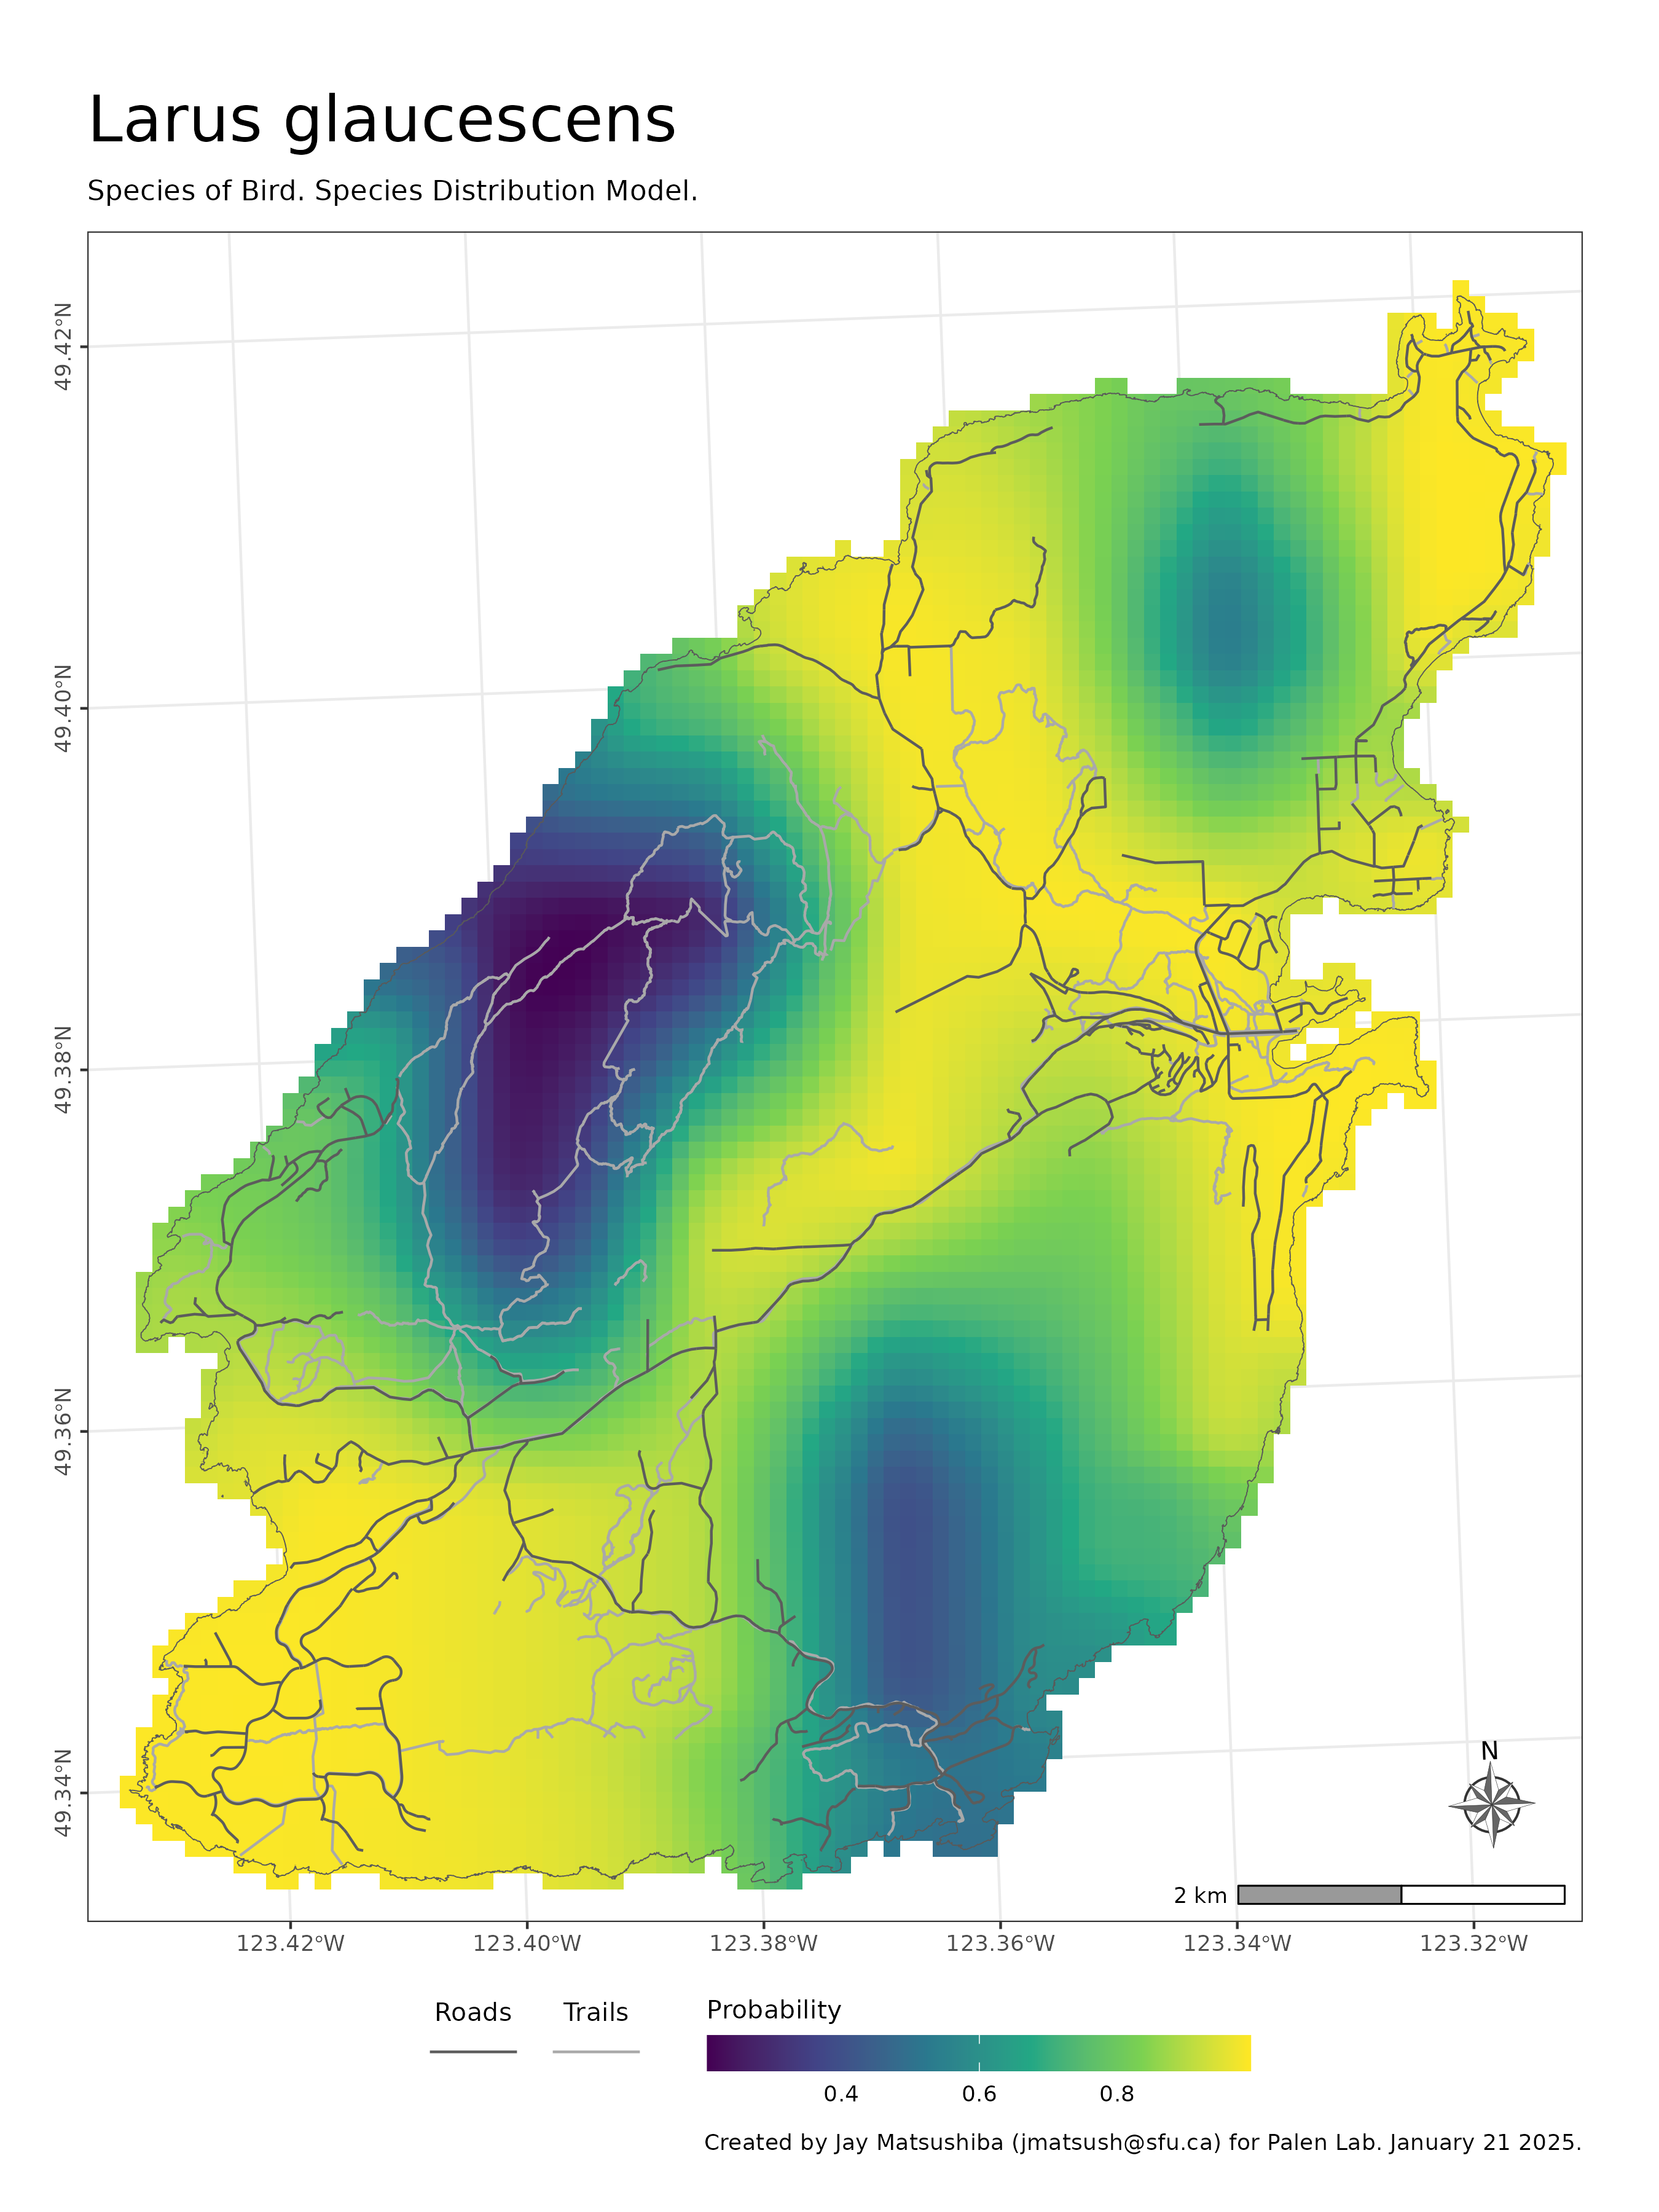 Larus glaucescens
Species of Bird. Species Distribution Model.
49.42°N
49.40°N
49.38°N
49.36°N
49.34°N
N
2 km
123.42°W 123.40°W 123.38°W 123.36°W 123.34°W 123.32°W
Roads Trails Probability
0.4 0.6 0.8
Created by Jay Matsushiba (jmatsush@sfu.ca) for Palen Lab. January 21 2025.